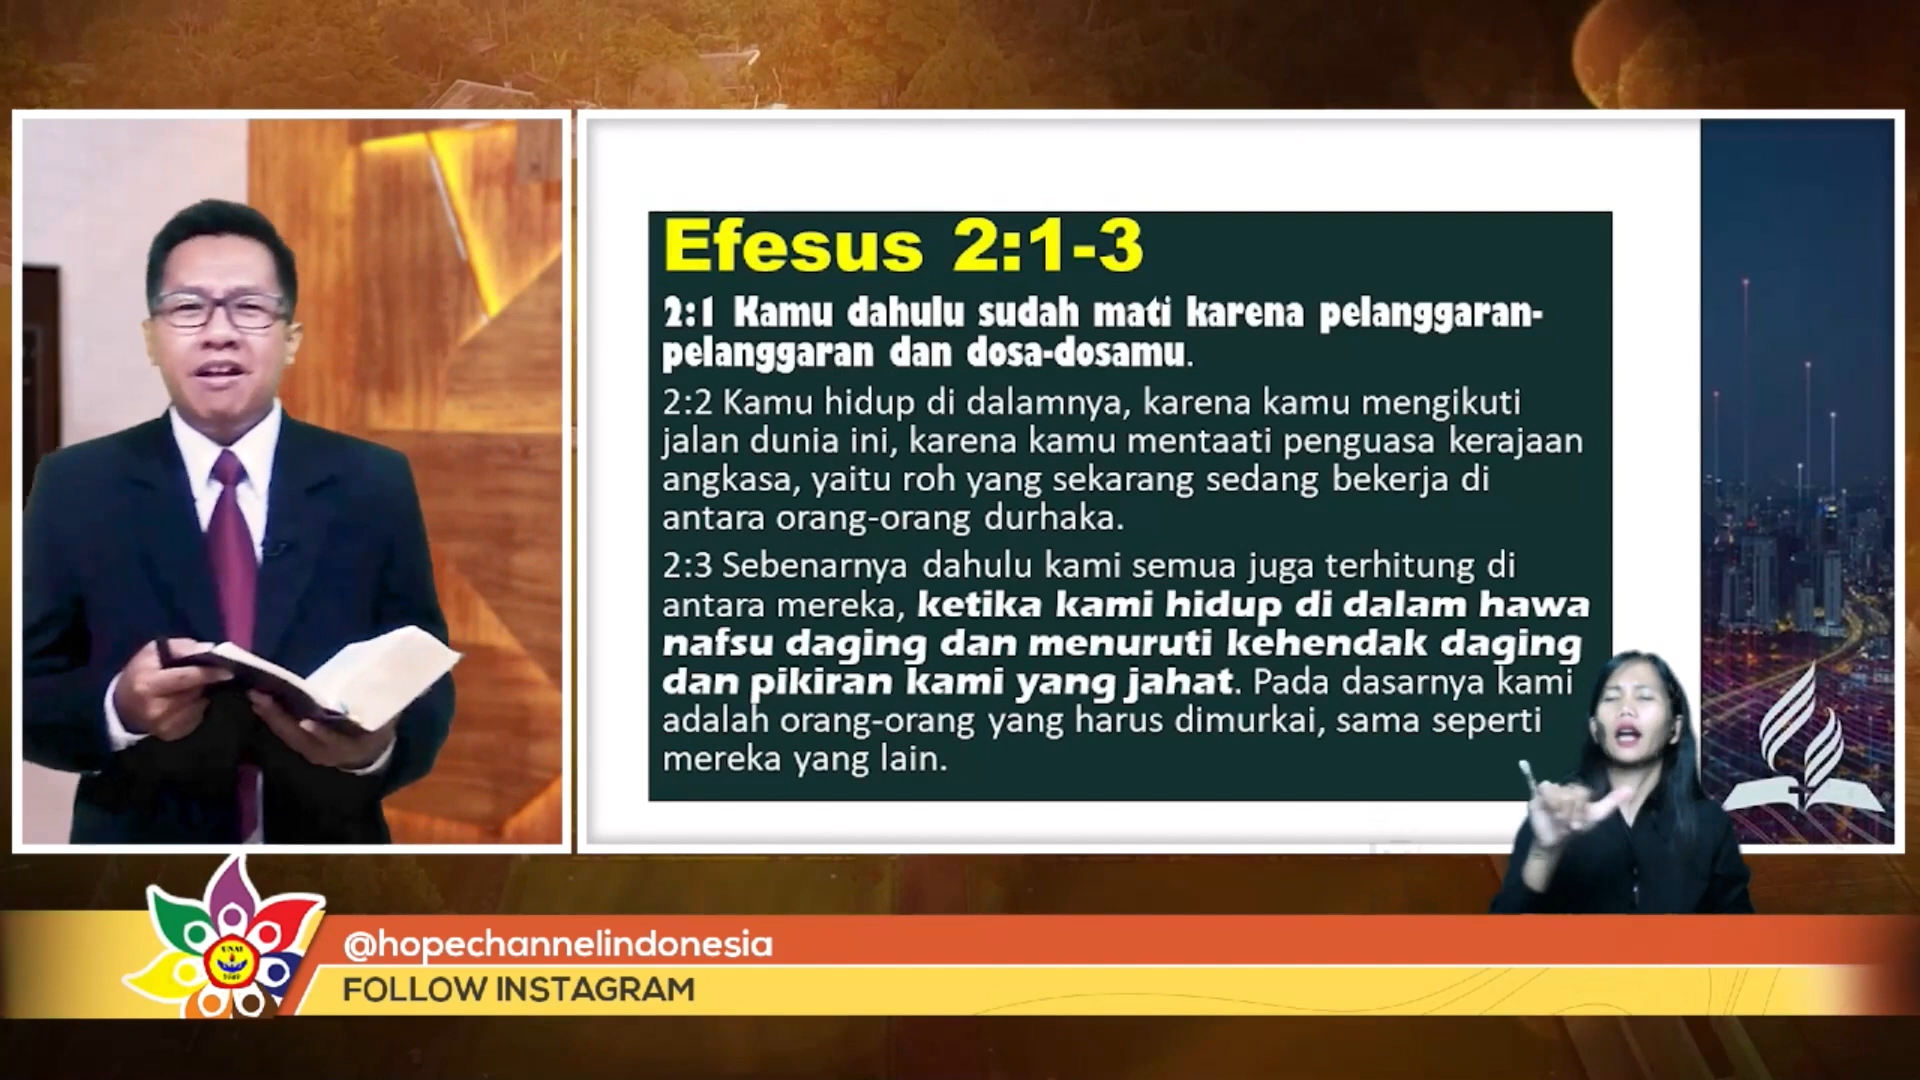 Efesus 2:1-3
2:1 Kamu dahulu sudah mati karena pelanggaran-
pelanggaran dan dosa-dosamu.
2:2 Kamu hidup di dalamnya, karena kamu mengikuti
jalan dunia ini, karena kamu mentaati penguasa kerajaan
angkasa, yaitu roh yang sekarang sedang bekerja di
antara orang-orang durhaka.
2:3 Sebenarnya dahulu kami semua juga terhitung di
antara mereka, ketika kami hidup di dalam hawa
nafsu daging dan menuruti kehendak daging
dan pikiran kami yang jahat. Pada dasarnya kami
adalah orang-orang yang harus dimurkai, sama seperti
mereka yang lain.
@hopechannelindonesia
FOLLOW INSTAGRAM